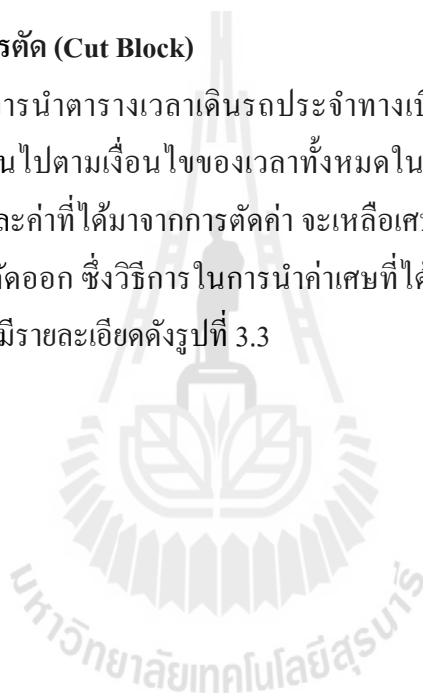 รตัด (Cut Block)
การนำตารางเวลาเดินรถประจำทางเบื
นไปตามเงื่อนไขของเวลาทั้งหมดใน
ละค่าที่ได้มาจากการตัดค่า จะเหลือเศษ
ตัดออก ซึ่งวิธีการในการนำค่าเศษที่ได้
มีรายละเอียดดังรูปที่ 3.3
มหาวิทยาลัยเทคโนโลยีสุรนารี